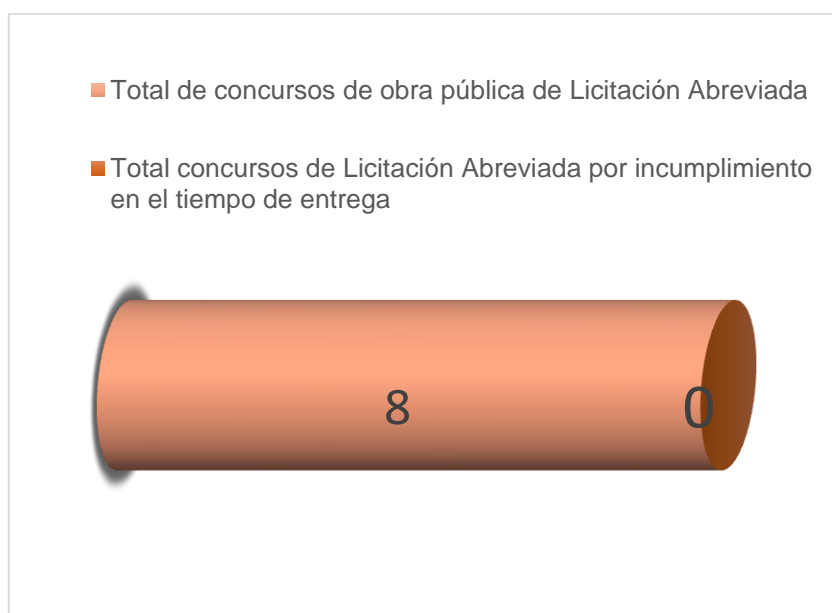 Total de concursos de obra pública de Licitación Abreviada
Total concursos de Licitación Abreviada por incumplimiento
en el tiempo de entrega
8
0